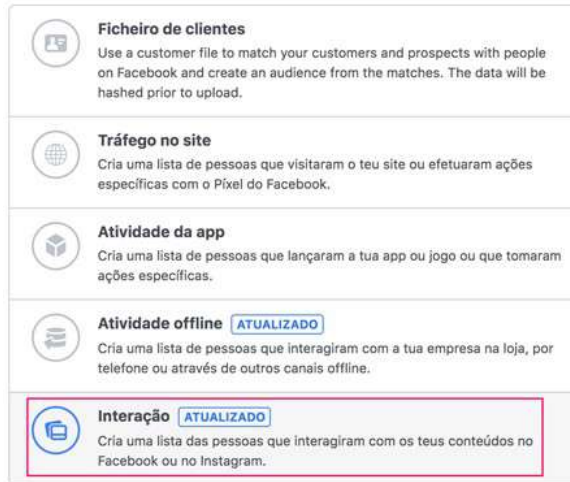 Ficheiro de clientes
Use a customer file to match your customers and prospects with people
on Facebook and create an audience from the matches. The data will be
hashed prior to upload.
Tráfego no site
Cria uma lista de pessoas que visitaram o teu site ou efetuaram ações
específicas com o Píxel do Facebook.
Atividade da app
Cria uma lista de pessoas que lançaram a tua app ou jogo ou que tomaram
ações específicas.
Atividade offline ATUALIZADO
Cria uma lista de pessoas que interagiram com a tua empresa na loja, por
telefone ou através de outros canais offline.
Interação ATUALIZADO
Cria uma lista das pessoas que interagiram com os teus conteúdos no
Facebook ou no Instagram.